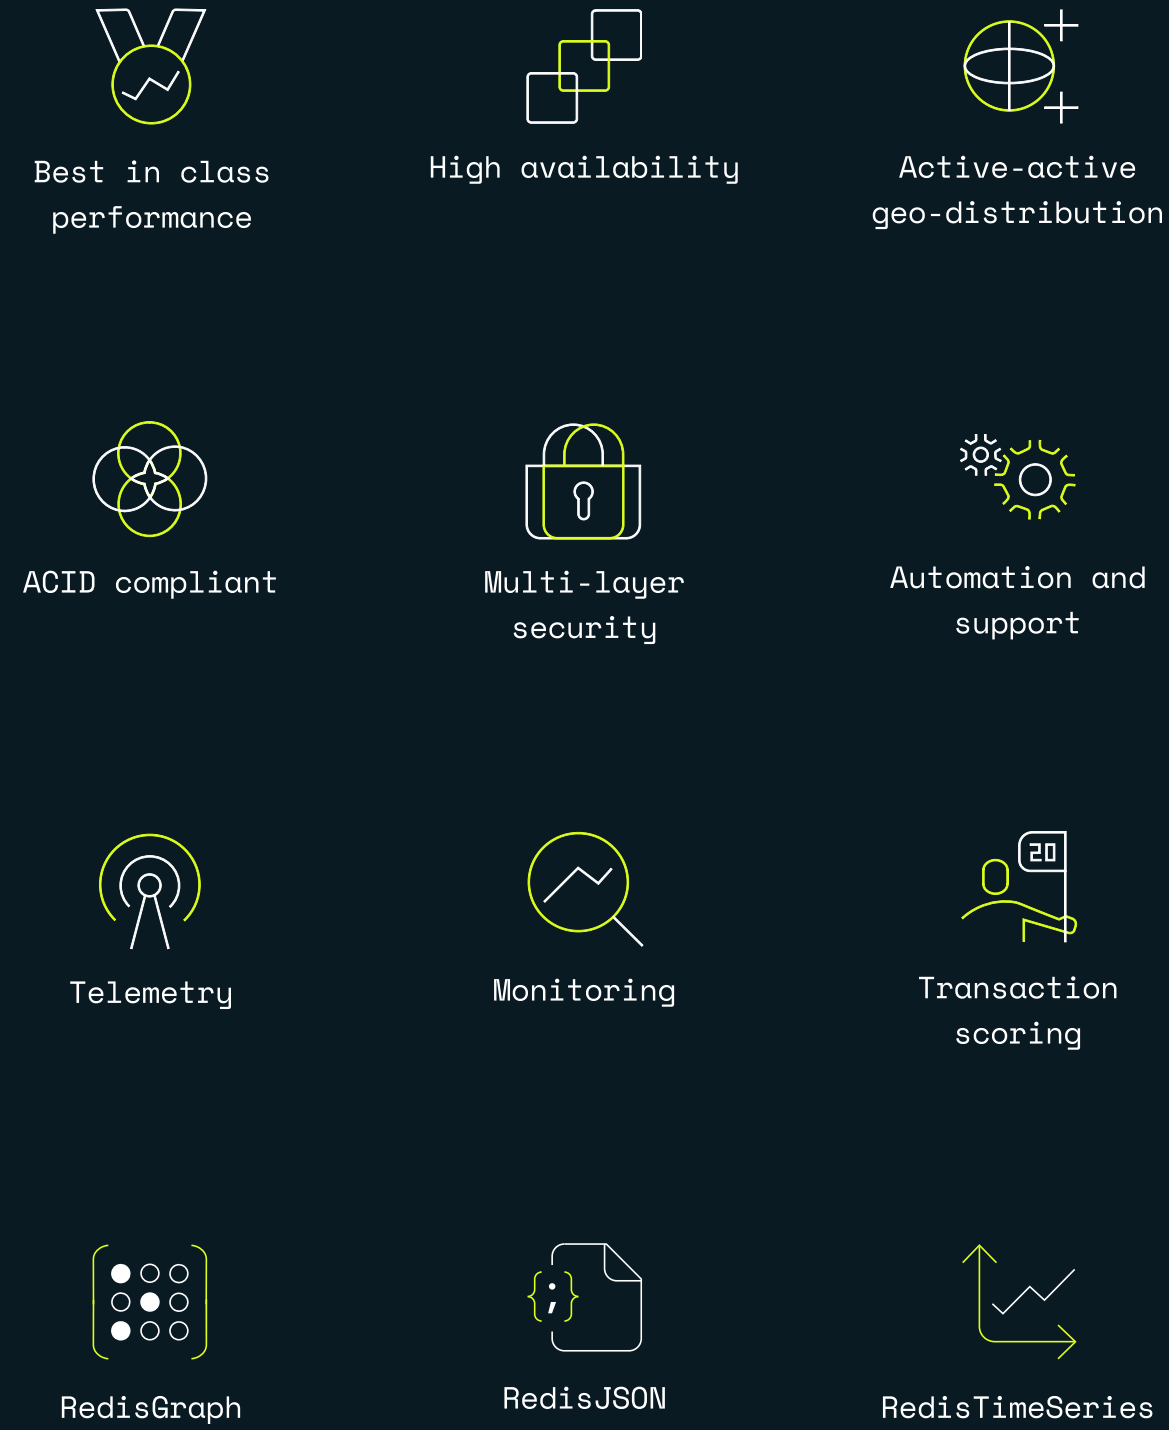 Best in class
performance
High availability
Active-active
geo-distribution
ACID compliant
Multi-layer
security
Automation and
support
Telemetry
Monitoring
20
Transaction
scoring
{;}
RedisGraph
RedisJSON
RedisTimeSeries